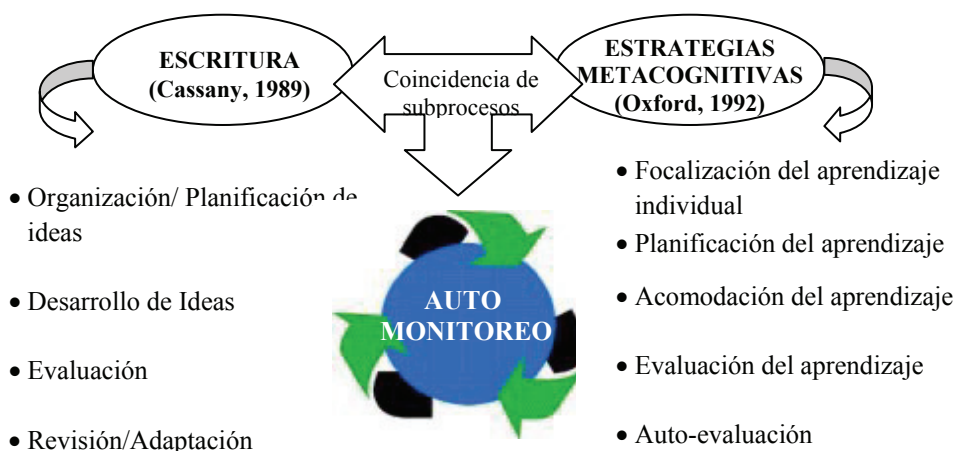 ESCRITURA
(Cassany, 1989)
Coincidencia de
subprocesos
ESTRATEGIAS
METACOGNITIVAS
(Oxford, 1992)
• Organización/ Planificación de
ideas
• Desarrollo de Ideas
• Evaluación
• Revisión/Adaptación
AUTO
MONITOREO
• Focalización del aprendizaje
individual
• Planificación del aprendizaje
• Acomodación del aprendizaje
• Evaluación del aprendizaje
• Auto-evaluación